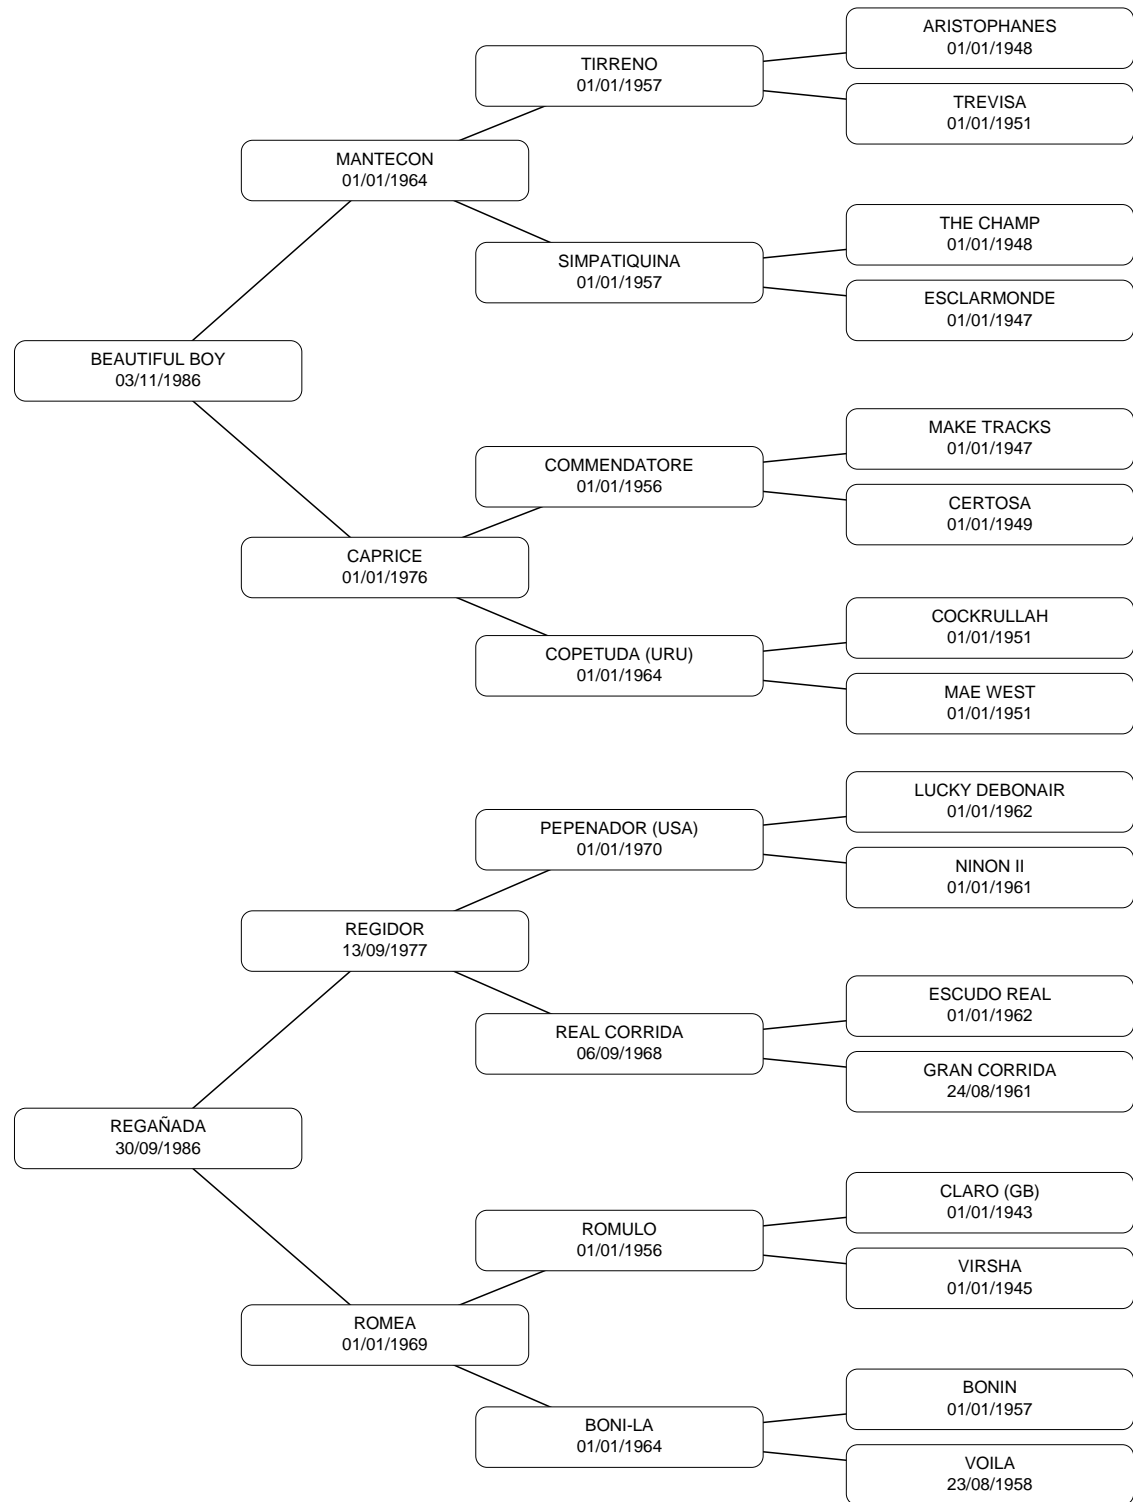 ARISTOPHANES
01/01/1948
TIRRENO
01/01/1957
TREVISA
01/01/1951
MANTECON
01/01/1964
THE CHAMP
01/01/1948
SIMPATIQUINA
01/01/1957
ESCLARMONDE
01/01/1947
BEAUTIFUL BOY
03/11/1986
MAKE TRACKS
01/01/1947
COMMENDATORE
01/01/1956
CERTOSA
01/01/1949
CAPRICE
01/01/1976
COCKRULLAH
01/01/1951
COPETUDA (URU)
01/01/1964
MAE WEST
01/01/1951
LUCKY DEBONAIR
01/01/1962
PEPENADOR (USA)
01/01/1970
NINON II
01/01/1961
REGIDOR
13/09/1977
ESCUDO REAL
01/01/1962
REAL CORRIDA
06/09/1968
GRAN CORRIDA
24/08/1961
REGAÑADA
30/09/1986
CLARO (GB)
01/01/1943
ROMULO
01/01/1956
VIRSHA
01/01/1945
ROMEA
01/01/1969
BONIN
01/01/1957
BONI-LA
01/01/1964
VOILA
23/08/1958